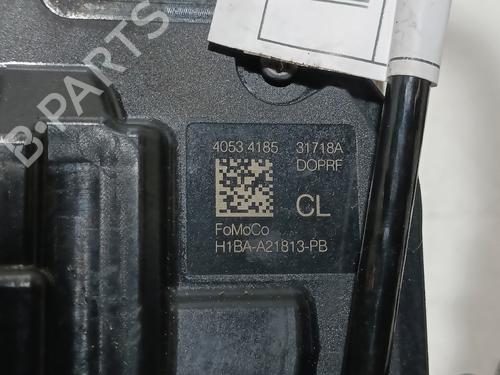 B-PARTS
4053 4185 31718A
DOPRF
CL
FoMoCo
H1BA-A21813-PB